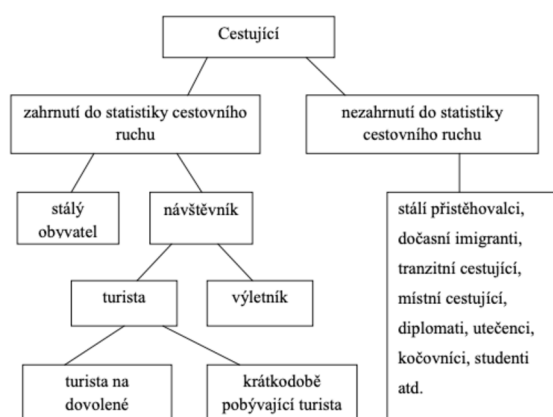 Cestující
zahrnutí do statistiky cestovního
ruchu
nezahrnutí do statistiky
cestovního ruchu
stálý
obyvatel
návštěvník
stálí přistěhovalci,
dočasní imigranti,
tranzitní cestující,
místní cestující,
diplomati, utečenci,
kočovníci, studenti
atd.
turista
výletník
turista na
dovolené
krátkodobě
pobývající turista